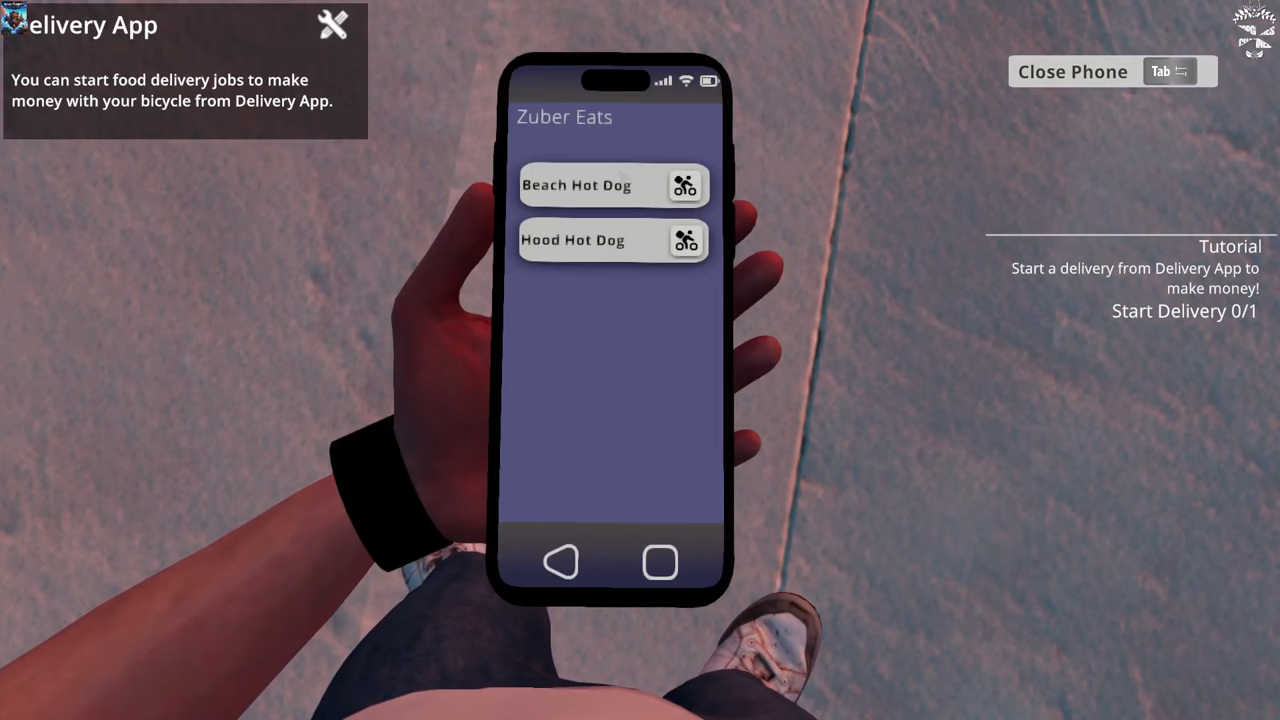 elivery App
You can start food delivery jobs to make
money with your bicycle from Delivery App.
Zuber Eats
Beach Hot Dog
Hood Hot Dog
Close Phone Tab
Tutorial
Start a delivery from Delivery App to
make money!
Start Delivery 0/1